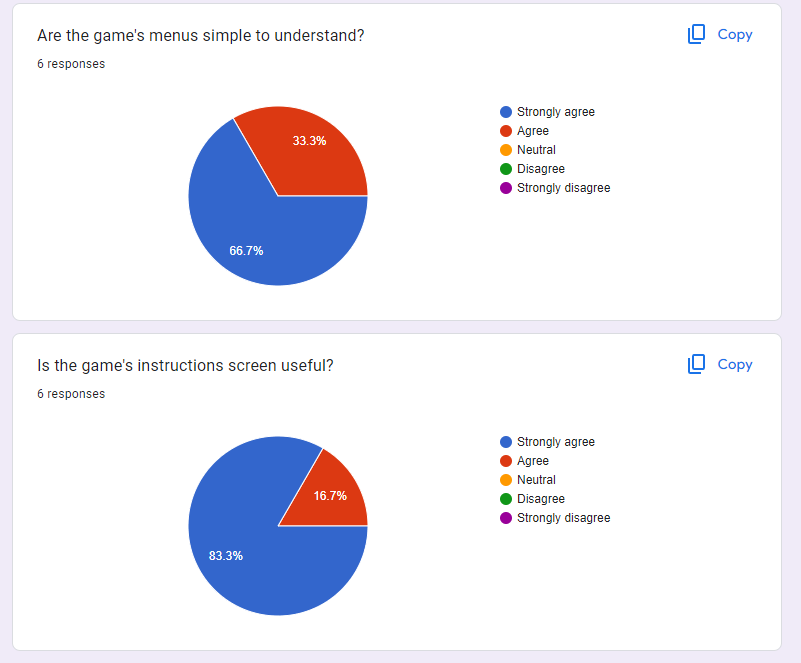 Are the game's menus simple to understand?
Copy
6 responses
Strongly agree
Agree
Neutral
Disagree
Strongly disagree
33.3%
66.7%
Is the game's instructions screen useful?
Copy
6 responses
Strongly agree
Agree
Neutral
Disagree
Strongly disagree
16.7%
83.3%